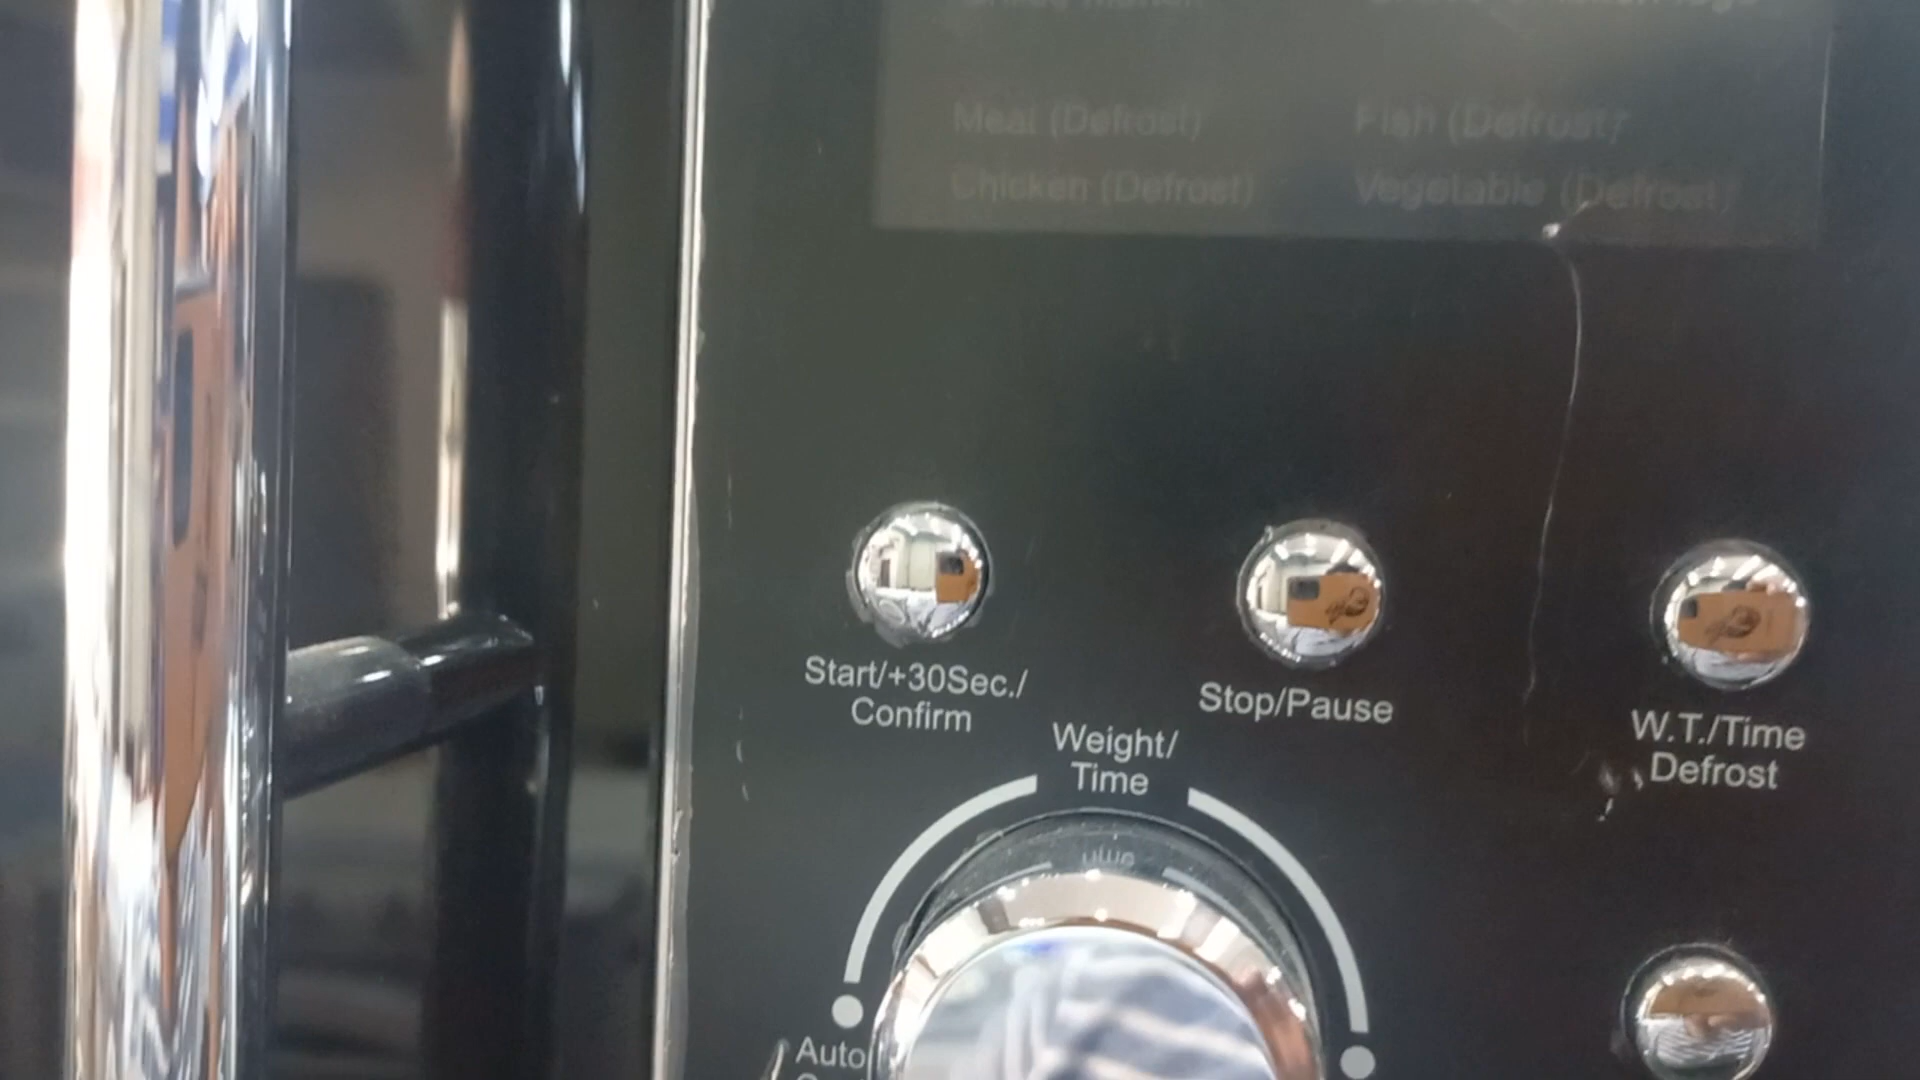 Meat (Defrost) Fish (Defrost)
Chicken (Defrost) Vegetable (Defrost)
Start/+30Sec./
Confirm
Stop/Pause
W.T./Time
Defrost
Weight/
Time
Auto